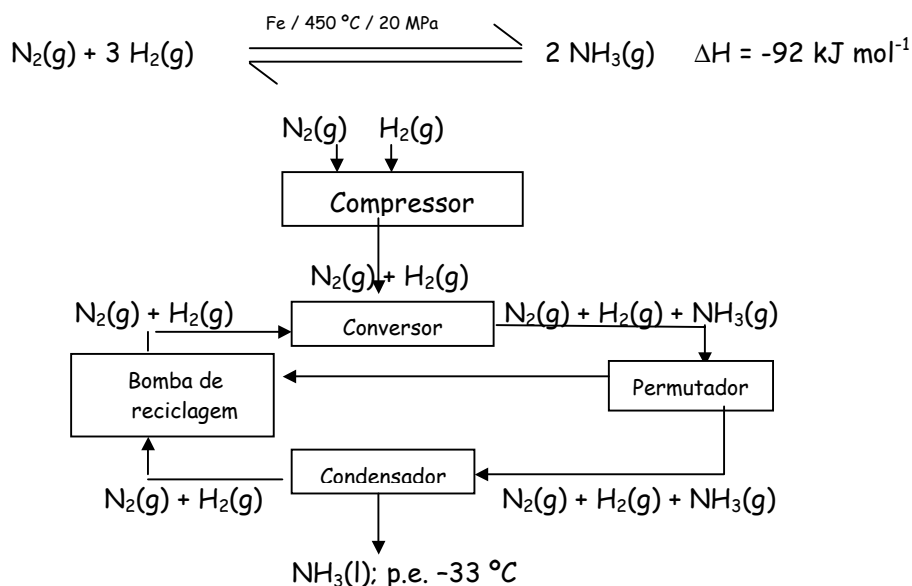 Fe / 450 ºC / 20 MPa
N₂(g) + 3 H₂(g) 2 NH₃(g) ΔH = -92 kJ mol⁻¹
N₂(g) H₂(g)
Compressor
N₂(g) + H₂(g)
N₂(g) + H₂(g) Conversor N₂(g) + H₂(g) + NH₃(g)
Bomba de
reciclagem
Permutador
Condensador
N₂(g) + H₂(g) N₂(g) + H₂(g) + NH₃(g)
NH₃(l); p.e. –33 ºC